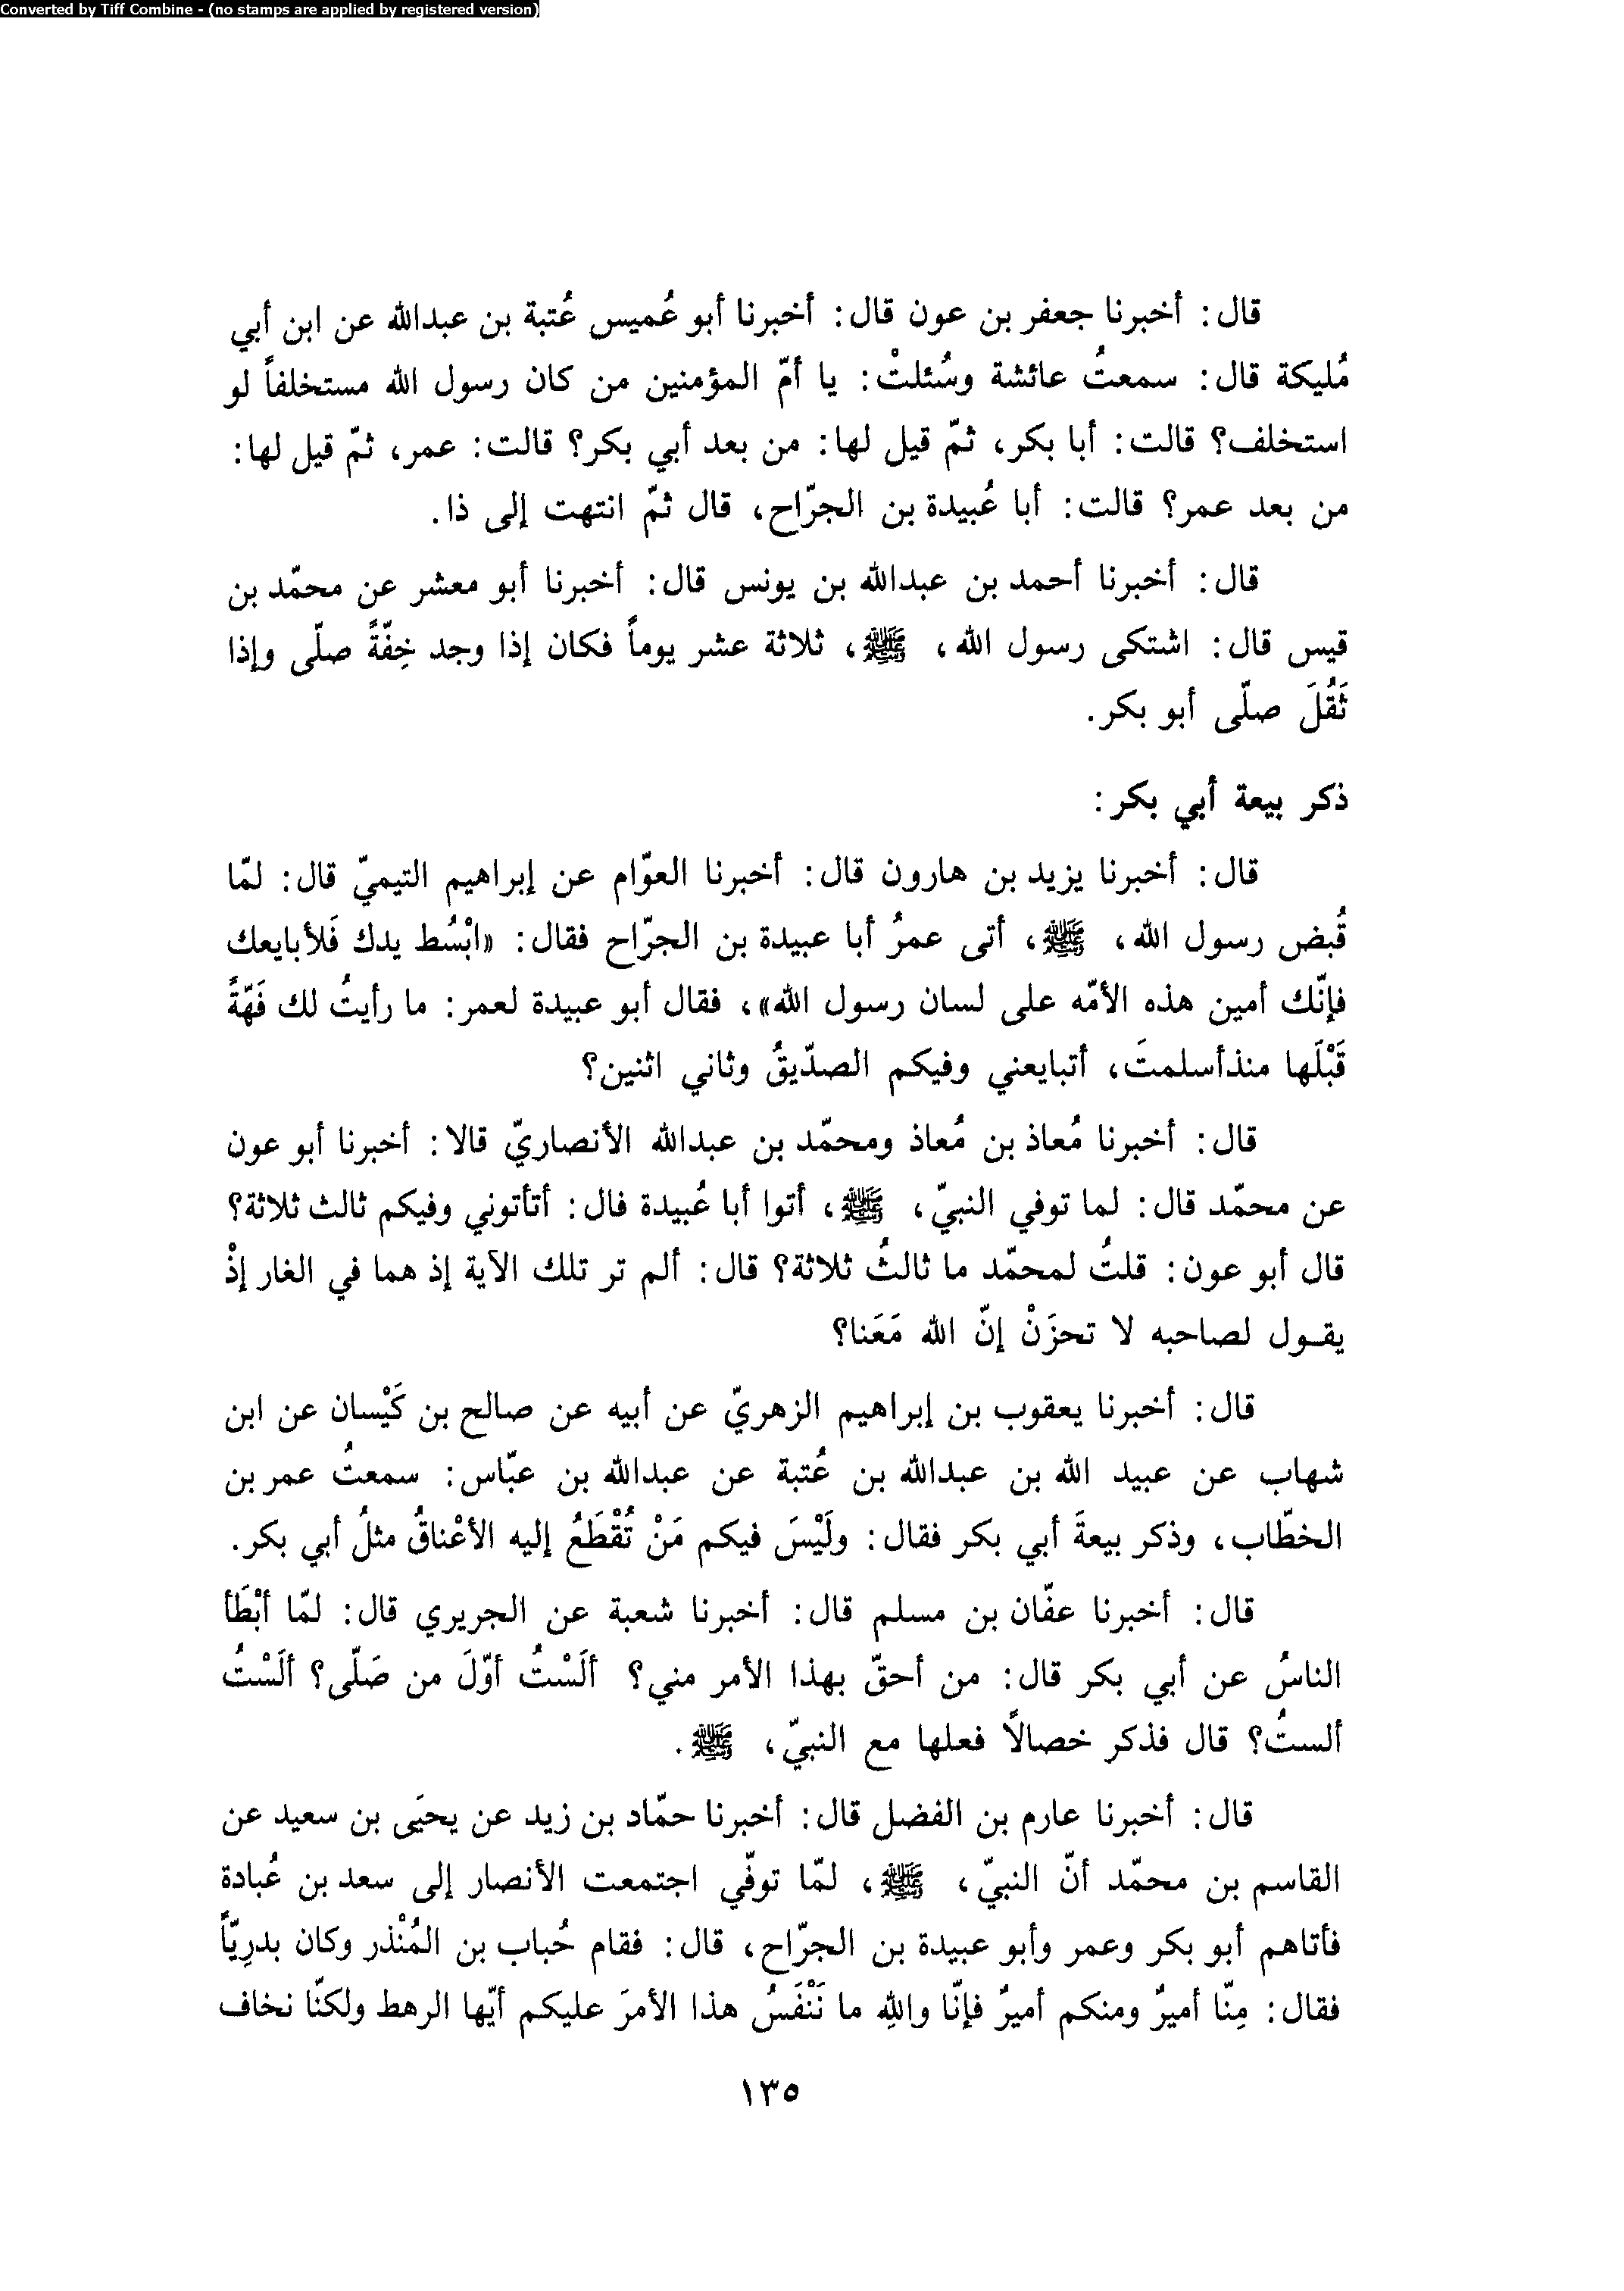 Converted by Tiff Combine - (no stamps are applied by registered version)
قال: أخبرنا جعفر بن عون قال: أخبرنا أبو عُميس عُتبة بن عبدالله عن ابن أبي
مُليكة قال: سمعتُ عائشة وسُئلتْ: يا أمّ المؤمنين من كان رسول الله مستخلفاً لو
استخلف؟ قالت: أبا بكر، ثمّ قيل لها: من بعد أبي بكر؟ قالت: عمر، ثمّ قيل لها:
من بعد عمر؟ قالت: أبا عُبيدة بن الجرّاح، قال ثمّ انتهت إلى ذا.
قال: أخبرنا أحمد بن عبدالله بن يونس قال: أخبرنا أبو معشر عن محمّد بن
قيس قال: اشتكى رسول الله، ﷺ، ثلاثة عشر يوماً فكان إذا وجد خِفّةً صلّى وإذا
ثَقُلَ صلّى أبو بكر.
ذكر بيعة أبي بكر:
قال: أخبرنا يزيد بن هارون قال: أخبرنا العوّام عن إبراهيم التيميّ قال: لمّا
قُبض رسول الله، ﷺ، أتى عمرُ أبا عبيدة بن الجرّاح فقال: «ابْسُط يدك فَلأبايعك
فإنّك أمين هذه الأمّه على لسان رسول الله»، فقال أبو عبيدة لعمر: ما رأيتُ لك فَهّةً
قَبْلَها منذأسلمتَ، أتبايعني وفيكم الصدّيقُ وثاني اثنين؟
قال: أخبرنا مُعاذ بن مُعاذ ومحمّد بن عبدالله الأنصاريّ قالا: أخبرنا أبو عون
عن محمّد قال: لما توفي النبيّ، ﷺ، أتوا أبا عُبيدة فال: أتأتوني وفيكم ثالث ثلاثة؟
قال أبو عون: قلتُ لمحمّد ما ثالثُ ثلاثة؟ قال: ألم تر تلك الآية إذ هما في الغار إذْ
يقـول لصاحبه لا تحزَنْ إنّ الله مَعَنا؟
قال: أخبرنا يعقوب بن إبراهيم الزهريّ عن أبيه عن صالح بن كَيْسان عن ابن
شهاب عن عبيد الله بن عبدالله بن عُتبة عن عبدالله بن عبّاس: سمعتُ عمر بن
الخطّاب، وذكر بيعةَ أبي بكر فقال: ولَيْسَ فيكم مَنْ تُقْطَعُ إليه الأعْناقُ مثلُ أبي بكر.
قال: أخبرنا عفّان بن مسلم قال: أخبرنا شعبة عن الجريري قال: لمّا أبْطَأ
الناسُ عن أبي بكر قال: من أحقّ بهذا الأمر مني؟ ألَسْتُ أوّلَ من صَلّى؟ ألَسْتُ
ألستُ؟ قال فذكر خصالاً فعلها مع النبيّ، ﷺ.
قال: أخبرنا عارم بن الفضل قال: أخبرنا حمّاد بن زيد عن يحيَى بن سعيد عن
القاسم بن محمّد أنّ النبيّ، ﷺ، لمّا توفّي اجتمعت الأنصار إلى سعد بن عُبادة
فأتاهم أبو بكر وعمر وأبو عبيدة بن الجرّاح، قال: فقام حُباب بن المُنْذر وكان بدرِيّاً
فقال: مِنّا أميرٌ ومنكم أميرٌ فإنّا واللهِ ما نَنْفَسُ هذا الأمرَ عليكم أيّها الرهط ولكنّا نخاف
١٣٥